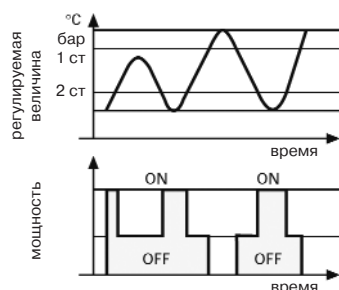 °C
бар
1 ст
2 ст
регулируемая
величина
время
мощность
ON
ON
OFF
OFF
время